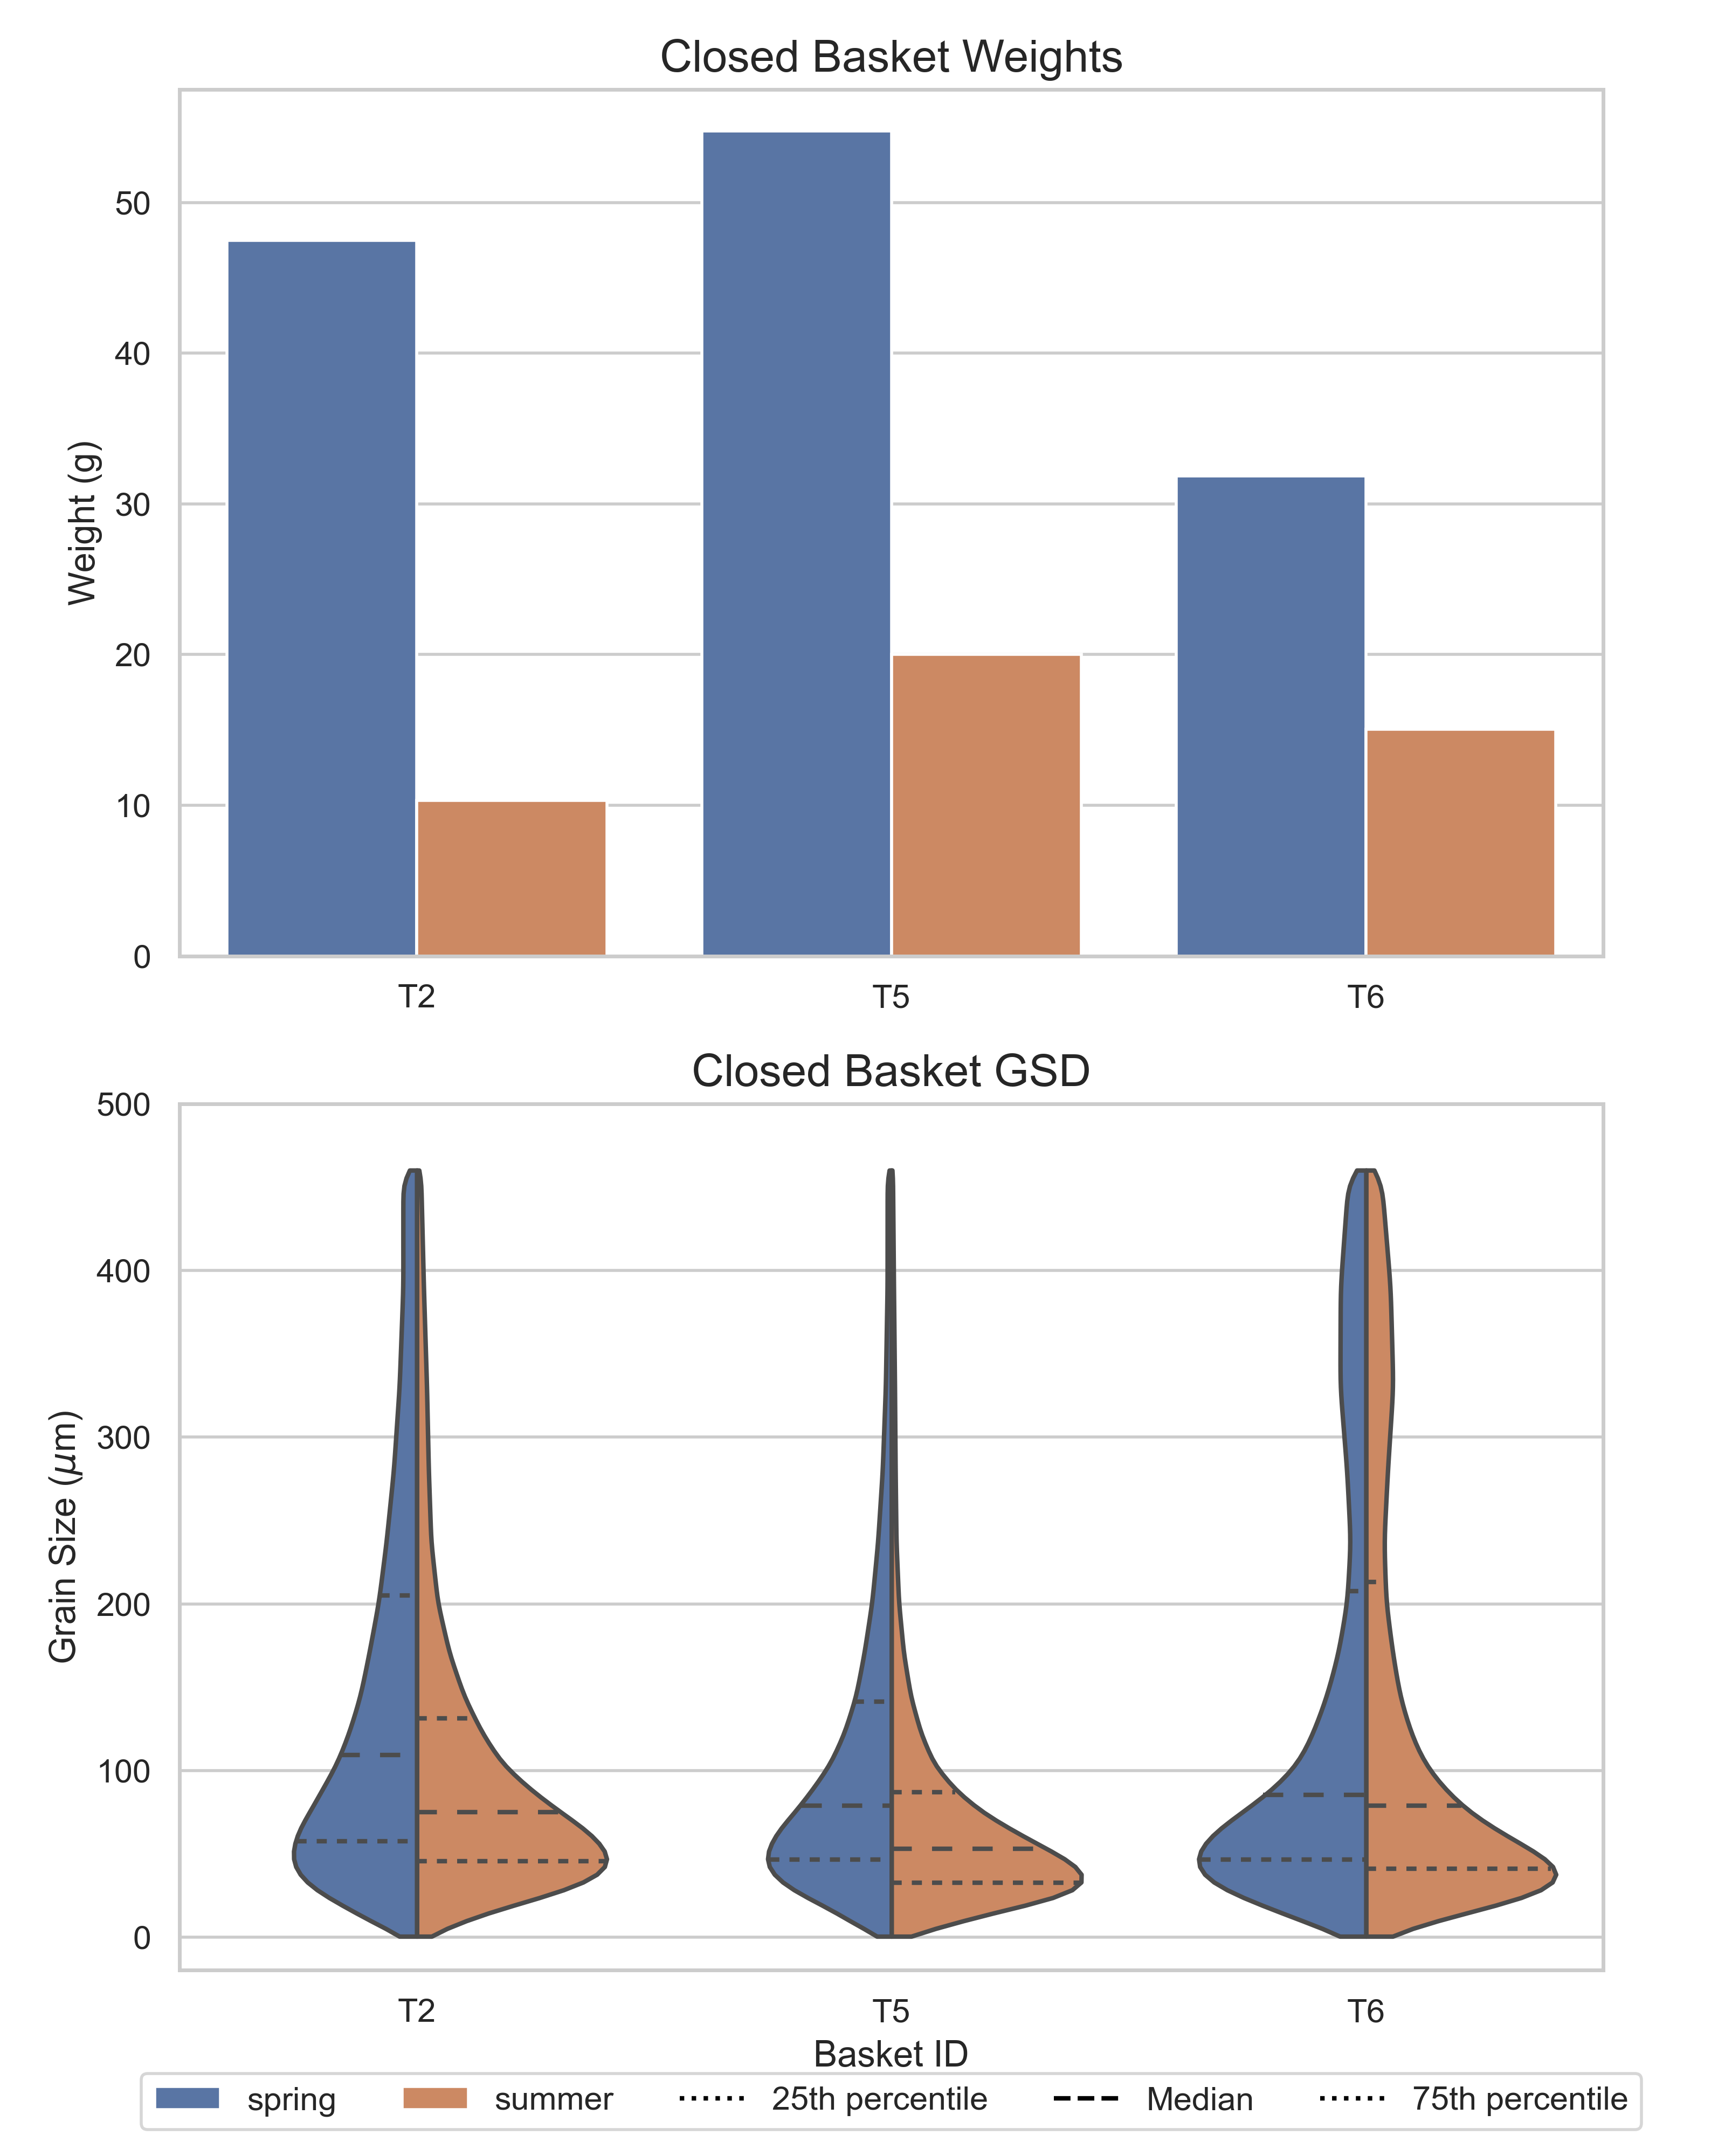 Closed Basket Weights
Weight (g)
50
40
30
20
10
0
T2 T5 T6
Closed Basket GSD
Grain Size (μm)
500
400
300
200
100
0
T2 T5 T6
Basket ID
spring summer 25th percentile Median 75th percentile